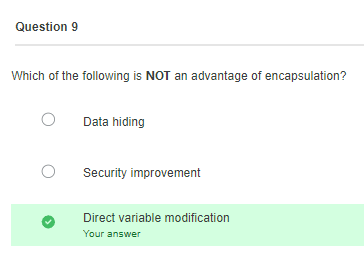 Question 9
Which of the following is NOT an advantage of encapsulation?
Data hiding
Security improvement
Direct variable modification
Your answer